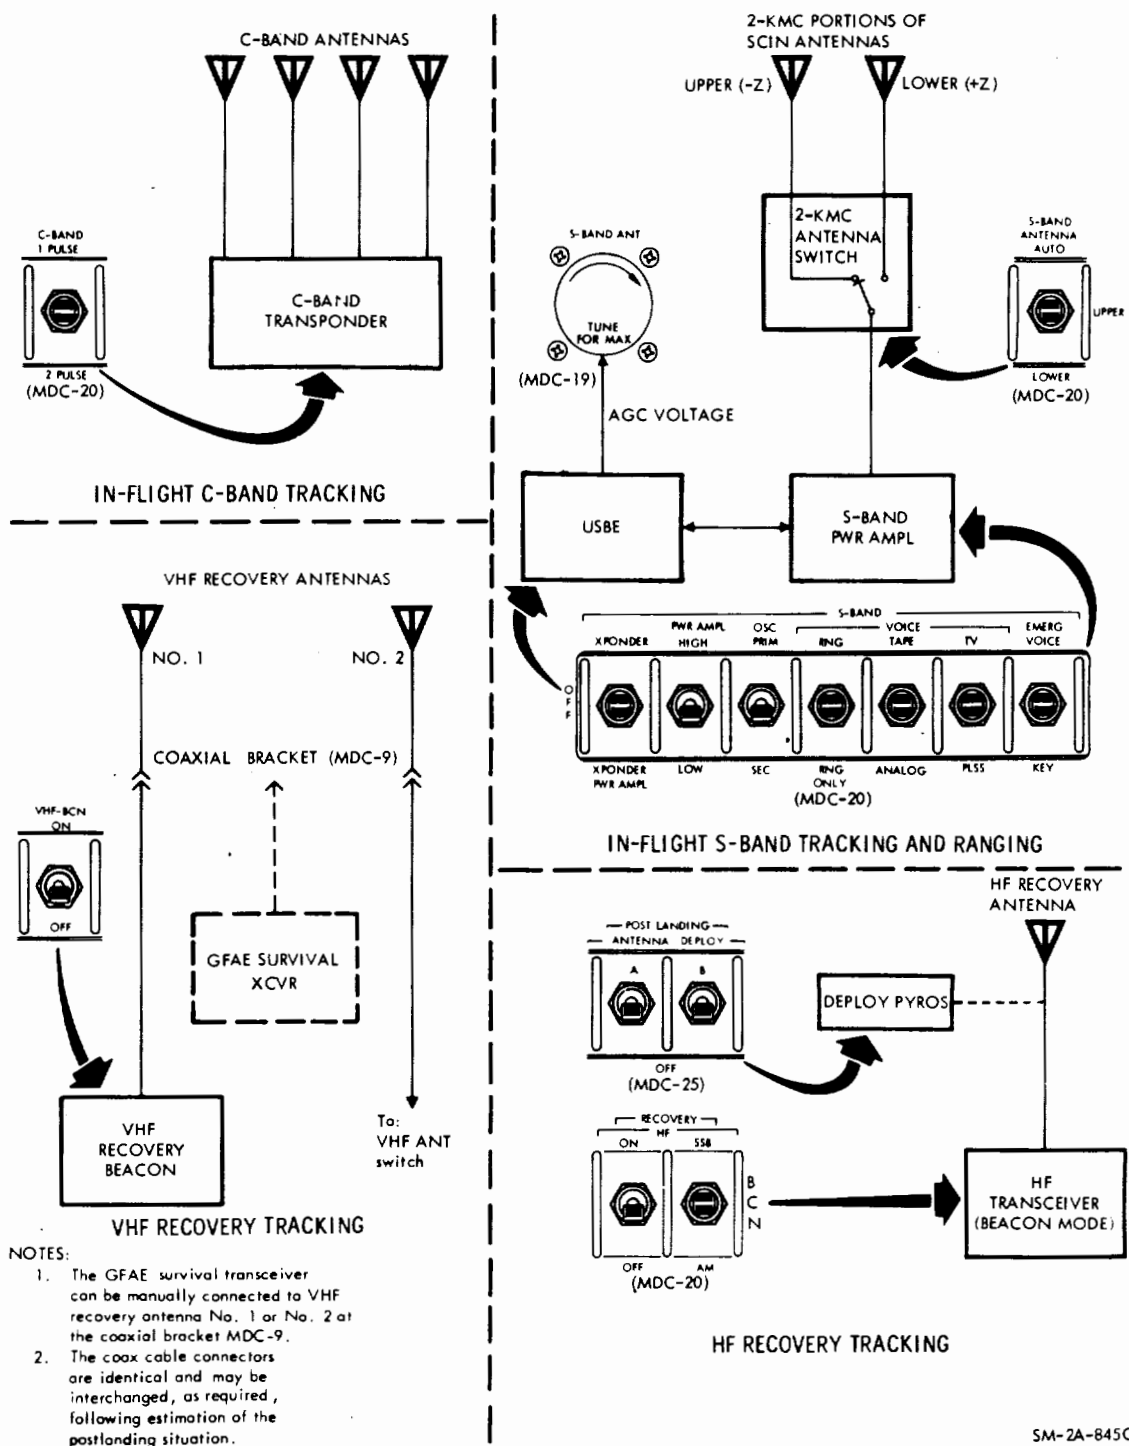 C-BAND ANTENNAS
C-BAND
1 PULSE
2 PULSE
(MDC-20)
C-BAND
TRANSPONDER
IN-FLIGHT C-BAND TRACKING
2-KMC PORTIONS OF
SCIN ANTENNAS
UPPER (-Z)
LOWER (+Z)
2-KMC
ANTENNA
SWITCH
S-BAND
ANTENNA
AUTO
UPPER
LOWER
(MDC-20)
S-BAND ANT
TUNE
FOR MAX
(MDC-19)
AGC VOLTAGE
USBE
S-BAND
PWR AMPL
S-BAND
XPONDER
PWR AMPL
HIGH
OSC
PRIM
VOICE
RNG
TAPE
TV
EMERG
VOICE
OFF
XPONDER
PWR AMPL
LOW
SEC
RNG
ONLY
ANALOG
PLSS
KEY
(MDC-20)
IN-FLIGHT S-BAND TRACKING AND RANGING
VHF RECOVERY ANTENNAS
NO. 1
NO. 2
COAXIAL BRACKET (MDC-9)
VHF-BCN
ON
OFF
GFAE SURVIVAL
XCVR
VHF
RECOVERY
BEACON
To:
VHF ANT
switch
VHF RECOVERY TRACKING
NOTES:
1. The GFAE survival transceiver
can be manually connected to VHF
recovery antenna No. 1 or No. 2 at
the coaxial bracket MDC-9.
2. The coax cable connectors
are identical and may be
interchanged, as required,
following estimation of the
postlanding situation.
HF RECOVERY
ANTENNA
POST LANDING
ANTENNA DEPLOY
A
B
OFF
(MDC-25)
DEPLOY PYROS
RECOVERY
HF
ON
SSB
BCN
OFF
AM
(MDC-20)
HF
TRANSCEIVER
(BEACON MODE)
HF RECOVERY TRACKING
SM-2A-845C